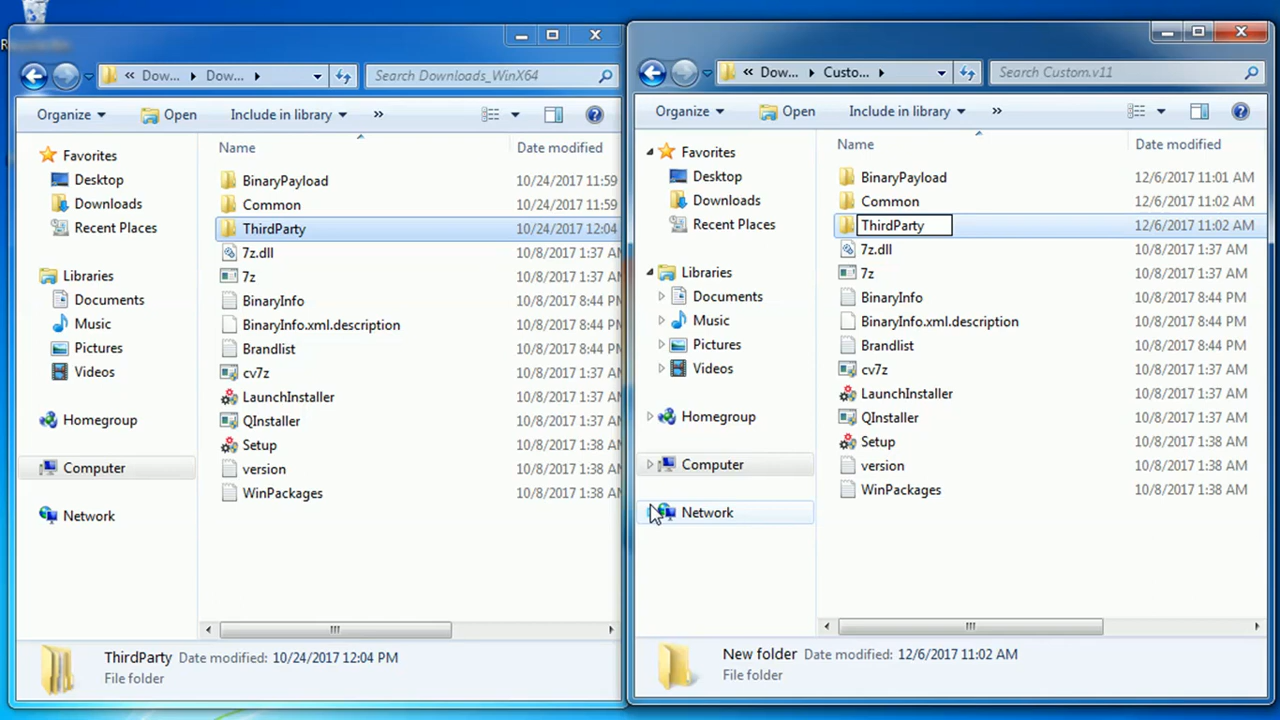 « Dow... ▸ Dow... ▸
Search Downloads_WinX64
Organize
Open
Include in library
»
Name
Date modified
Favorites
Desktop
Downloads
Recent Places
Libraries
Documents
Music
Pictures
Videos
Homegroup
Computer
Network
BinaryPayload 10/24/2017 11:59
Common 10/24/2017 11:59
ThirdParty 10/24/2017 12:04
7z.dll 10/8/2017 1:37 AM
7z 10/8/2017 1:37 AM
BinaryInfo 10/8/2017 8:44 PM
BinaryInfo.xml.description 10/8/2017 8:44 PM
Brandlist 10/8/2017 8:44 PM
cv7z 10/8/2017 1:37 AM
LaunchInstaller 10/8/2017 1:37 AM
QInstaller 10/8/2017 1:37 AM
Setup 10/8/2017 1:38 AM
version 10/8/2017 1:38 AM
WinPackages 10/8/2017 1:38 AM
ThirdParty Date modified: 10/24/2017 12:04 PM
File folder
« Dow... ▸ Custo... ▸
Search Custom.v11
Organize
Open
Include in library
»
Name
Date modified
Favorites
Desktop
Downloads
Recent Places
Libraries
Documents
Music
Pictures
Videos
Homegroup
Computer
Network
BinaryPayload 12/6/2017 11:01 AM
Common 12/6/2017 11:02 AM
ThirdParty 12/6/2017 11:02 AM
7z.dll 10/8/2017 1:37 AM
7z 10/8/2017 1:37 AM
BinaryInfo 10/8/2017 8:44 PM
BinaryInfo.xml.description 10/8/2017 8:44 PM
Brandlist 10/8/2017 8:44 PM
cv7z 10/8/2017 1:37 AM
LaunchInstaller 10/8/2017 1:37 AM
QInstaller 10/8/2017 1:37 AM
Setup 10/8/2017 1:38 AM
version 10/8/2017 1:38 AM
WinPackages 10/8/2017 1:38 AM
New folder Date modified: 12/6/2017 11:02 AM
File folder